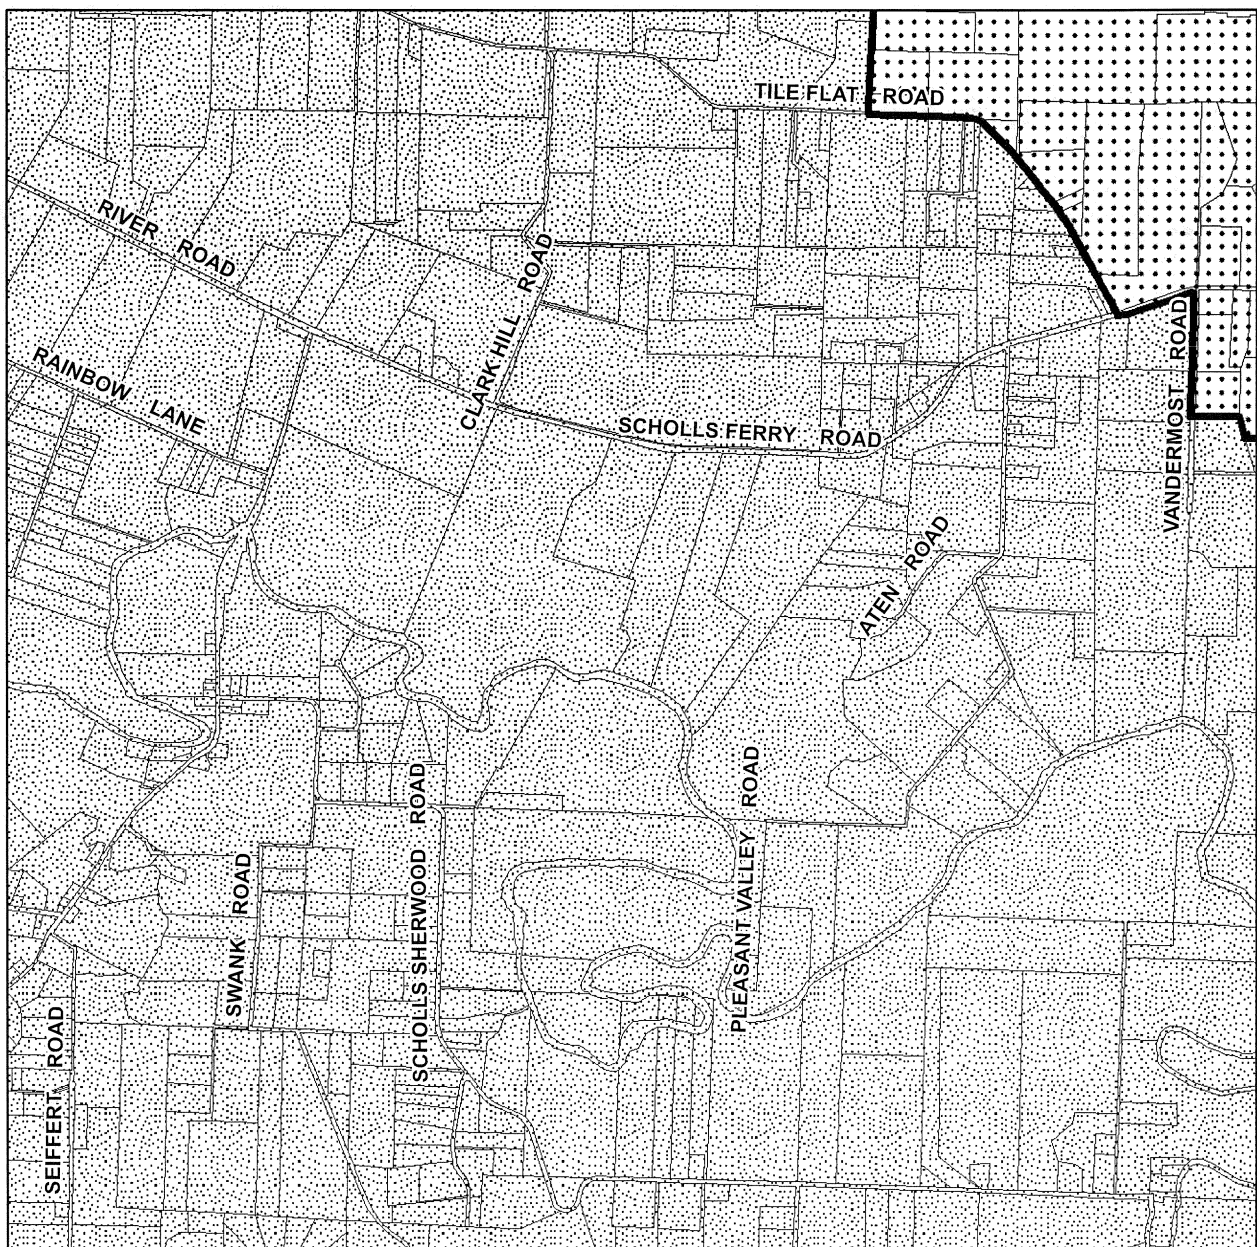 TILE FLAT ROAD
RIVER ROAD
CLARK HILL ROAD
RAINBOW LANE
SCHOLLS FERRY ROAD
VANDERMOST ROAD
ATEN ROAD
PLEASANT VALLEY ROAD
SCHOLLS SHERWOOD ROAD
SWANK ROAD
SEIFFERT ROAD